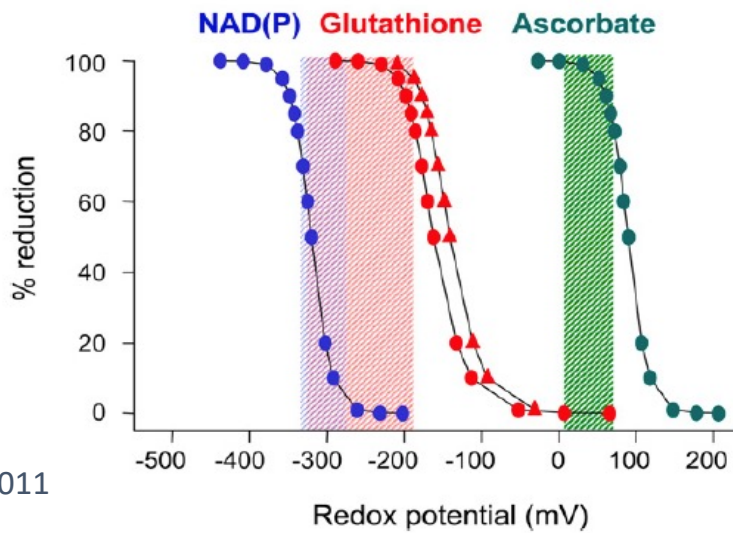 NAD(P) Glutathione Ascorbate
100
80
60
40
20
0
% reduction
-500 -400 -300 -200 -100 0 100 200
011
Redox potential (mV)